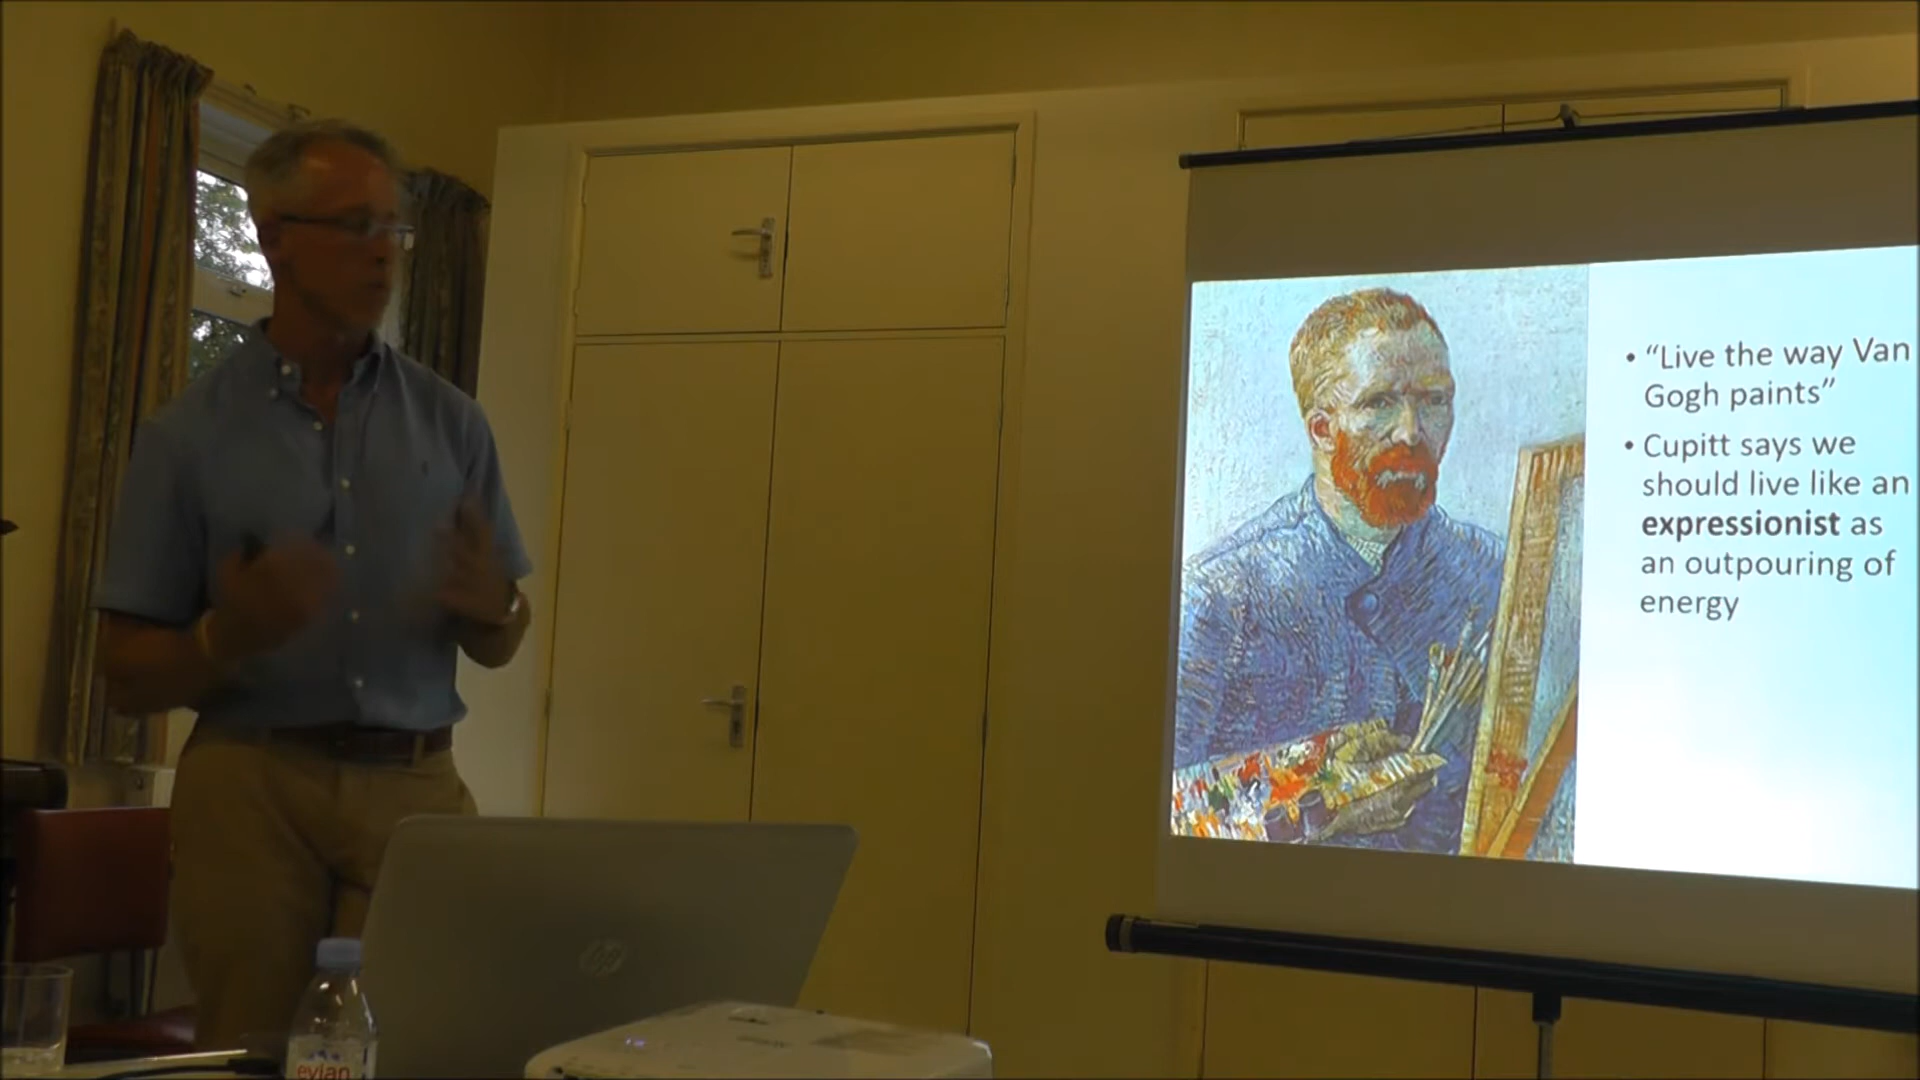 • “Live the way Van
Gogh paints”
• Cupitt says we
should live like an
expressionist as
an outpouring of
energy
hp
evian